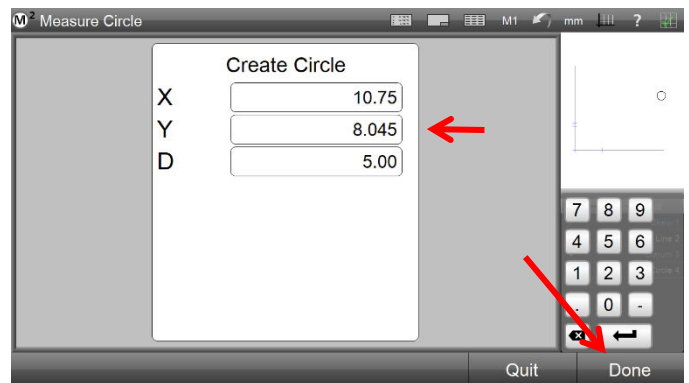 M2 Measure Circle M1 mm ?
Create Circle
X 10.75
Y 8.045
D 5.00
7 8 9
4 5 6
1 2 3
. 0 -
Quit Done